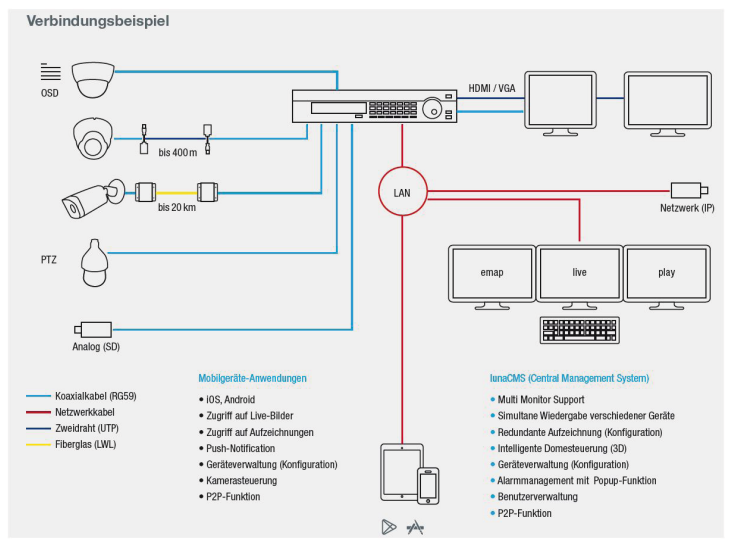 Verbindungsbeispiel
OSD
HDMI / VGA
bis 400 m
bis 20 km
LAN
Netzwerk (IP)
PTZ
emap
live
play
Analog (SD)
Koaxialkabel (RG59)
Netzwerkkabel
Zweidraht (UTP)
Fiberglas (LWL)
Mobilgeräte-Anwendungen
• iOS, Android
• Zugriff auf Live-Bilder
• Zugriff auf Aufzeichnungen
• Push-Notification
• Geräteverwaltung (Konfiguration)
• Kamerasteuerung
• P2P-Funktion
lunaCMS (Central Management System)
• Multi Monitor Support
• Simultane Wiedergabe verschiedener Geräte
• Redundante Aufzeichnung (Konfiguration)
• Intelligente Domesteuerung (3D)
• Geräteverwaltung (Konfiguration)
• Alarmmanagement mit Popup-Funktion
• Benutzerverwaltung
• P2P-Funktion